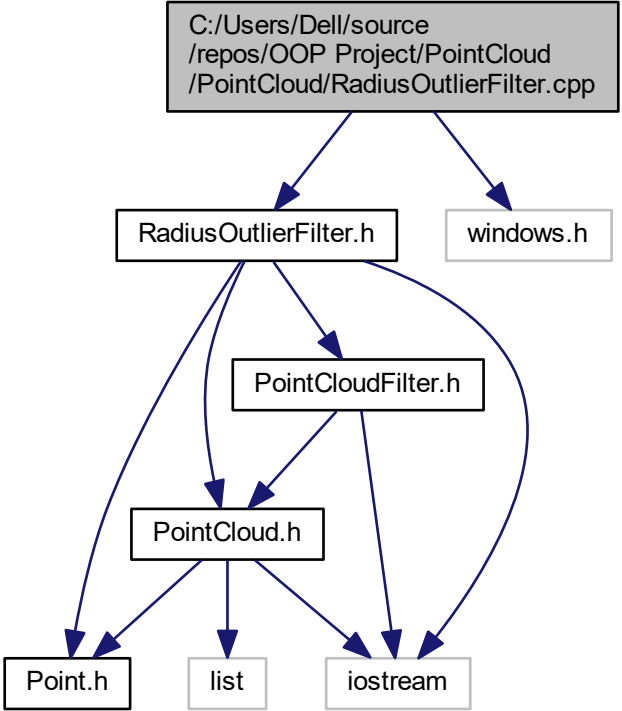 C:/Users/Dell/source
/repos/OOP Project/PointCloud
/PointCloud/RadiusOutlierFilter.cpp
RadiusOutlierFilter.h
windows.h
PointCloudFilter.h
PointCloud.h
Point.h
list
iostream